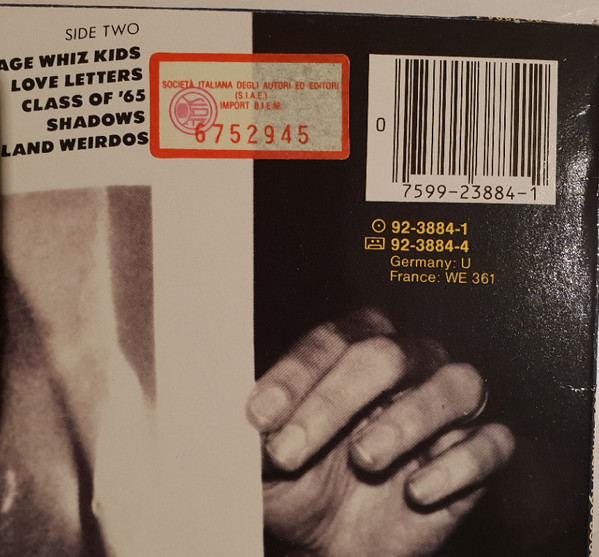 SIDE TWO
AGE WHIZ KIDS
LOVE LETTERS
CLASS OF '65
SHADOWS
LAND WEIRDOS
SOCIETÀ ITALIANA DEGLI AUTORI ED EDITORI
(S.I.A.E.)
IMPORT B.I.E.M.
6752945
0
7599-23884-1
92-3884-1
92-3884-4
Germany: U
France: WE 361